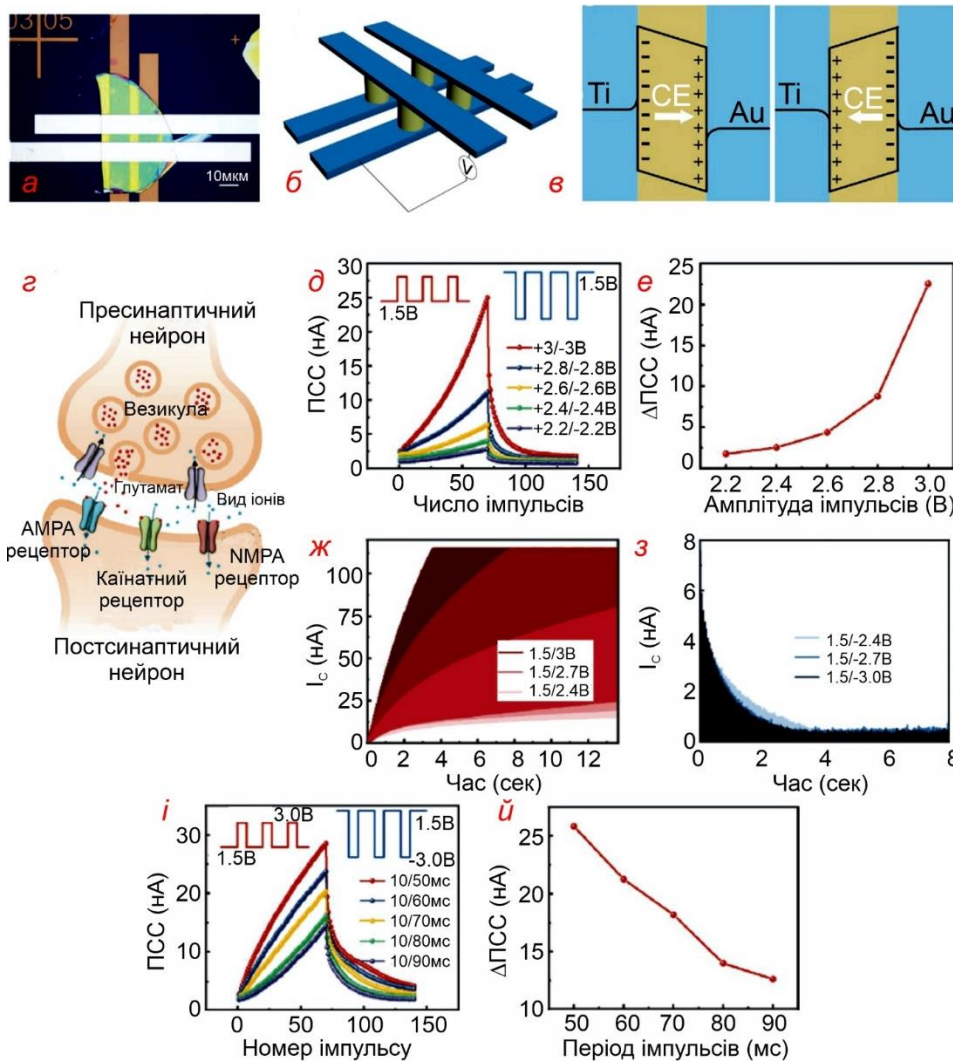 03 05
+
а
10мкм
б
V
в
Ti
CE
Au
Ti
CE
Au
г
Пресинаптичний
нейрон
Везикула
Глутамат
Вид іонів
AMPA
рецептор
Каїнатний
рецептор
NMPA
рецептор
Постсинаптичний
нейрон
д
ПСС (нА)
30
25
20
15
10
5
0
1.5В
1.5В
+3/-3В
+2.8/-2.8В
+2.6/-2.6В
+2.4/-2.4В
+2.2/-2.2В
0 50 100 150
Число імпульсів
е
ΔПСС (нА)
25
20
15
10
5
0
2.2 2.4 2.6 2.8 3.0
Амплітуда імпульсів (В)
ж
I_C (нА)
100
75
50
25
0
1.5/3В
1.5/2.7В
1.5/2.4В
0 2 4 6 8 10 12
Час (сек)
з
I_C (нА)
8
6
4
2
0
1.5/-2.4В
1.5/-2.7В
1.5/-3.0В
0 2 4 6 8
Час (сек)
і
ПСС (нА)
30
20
10
0
3.0В
1.5В
1.5В
-3.0В
10/50мс
10/60мс
10/70мс
10/80мс
10/90мс
0 50 100 150
Номер імпульсу
й
ΔПСС (нА)
25
20
15
10
50 60 70 80 90
Період імпульсів (мс)